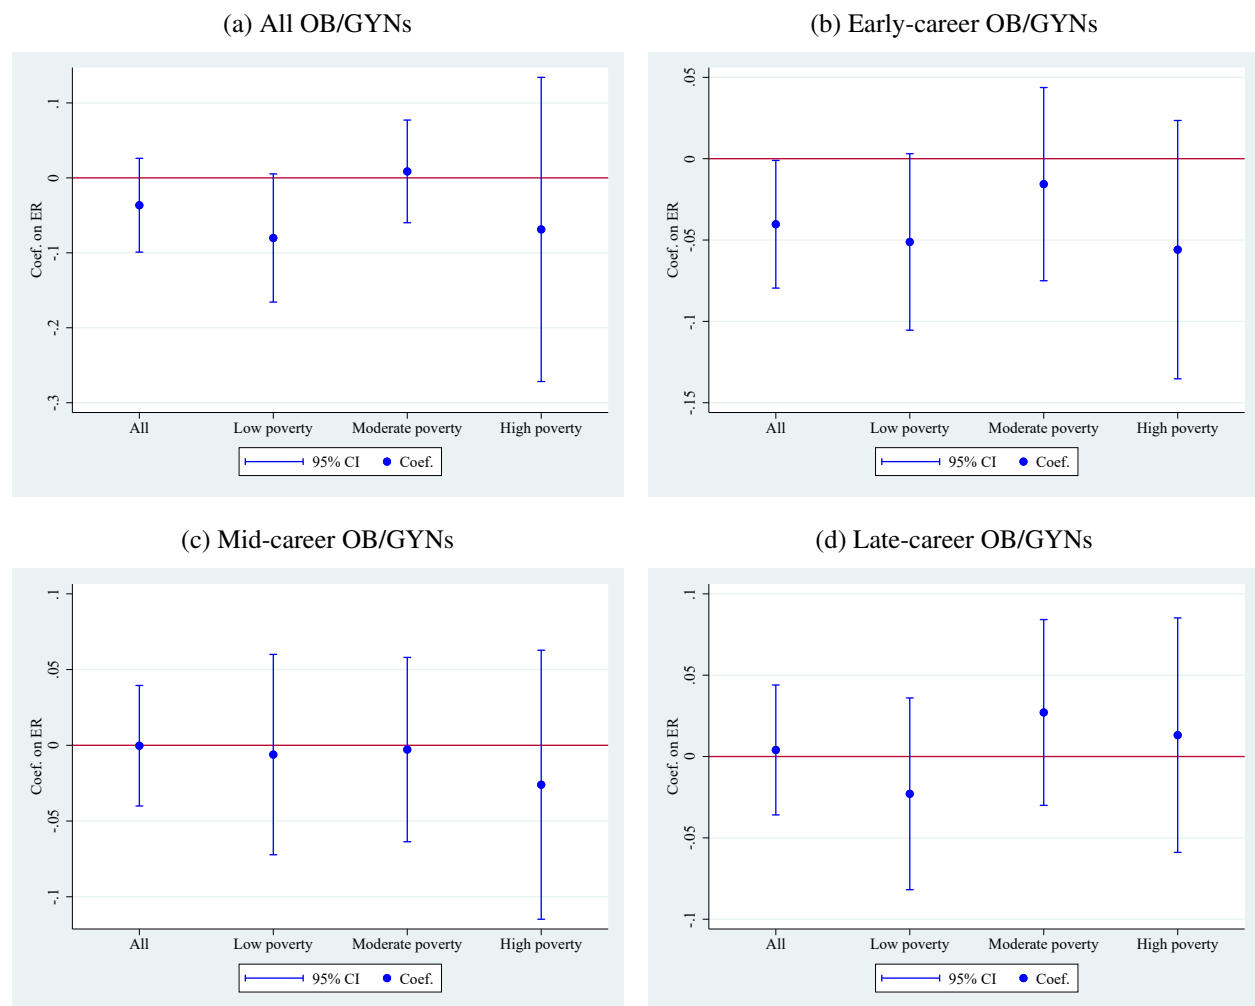 (a) All OB/GYNs
Coef. on ER
.1
0
-.1
-.2
-.3
All Low poverty Moderate poverty High poverty
95% CI Coef.
(b) Early-career OB/GYNs
Coef. on ER
.05
0
-.05
-.1
-.15
All Low poverty Moderate poverty High poverty
95% CI Coef.
(c) Mid-career OB/GYNs
Coef. on ER
.1
.05
0
-.05
-.1
All Low poverty Moderate poverty High poverty
95% CI Coef.
(d) Late-career OB/GYNs
Coef. on ER
.1
.05
0
-.05
-.1
All Low poverty Moderate poverty High poverty
95% CI Coef.